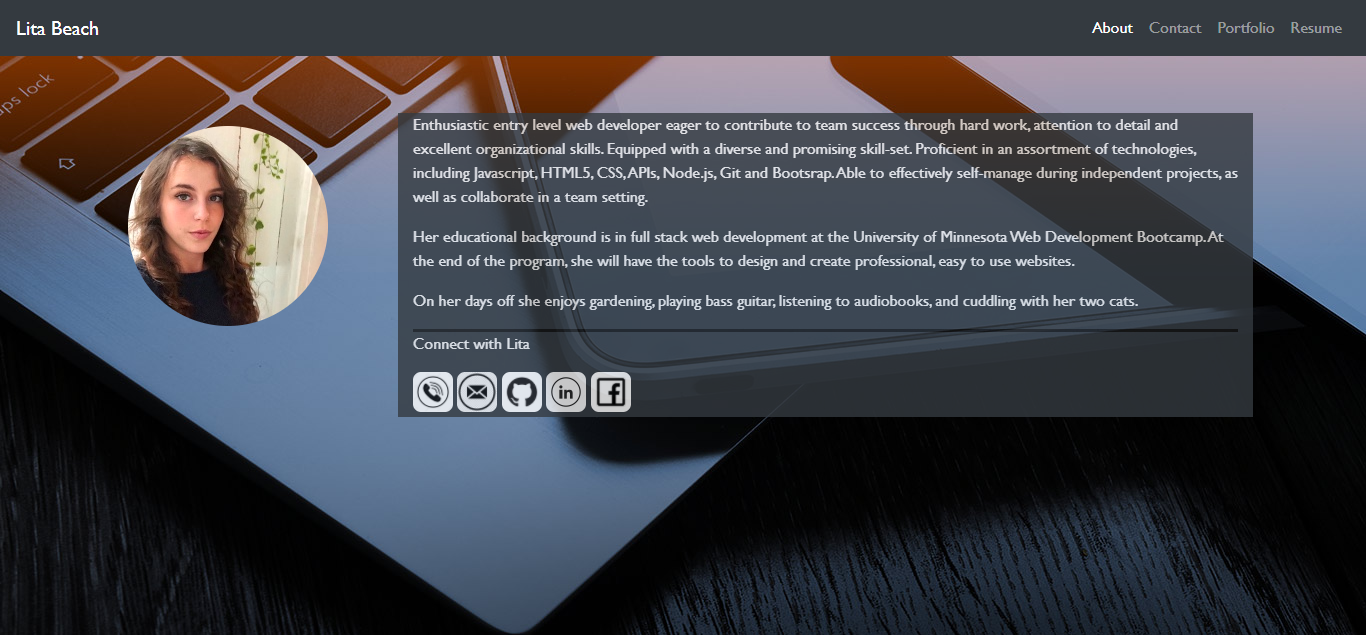 Lita Beach
About Contact Portfolio Resume
aps lock
Enthusiastic entry level web developer eager to contribute to team success through hard work, attention to detail and
excellent organizational skills. Equipped with a diverse and promising skill-set. Proficient in an assortment of technologies,
including Javascript, HTML5, CSS, APIs, Node.js, Git and Bootsrap. Able to effectively self-manage during independent projects, as
well as collaborate in a team setting.
Her educational background is in full stack web development at the University of Minnesota Web Development Bootcamp. At
the end of the program, she will have the tools to design and create professional, easy to use websites.
On her days off she enjoys gardening, playing bass guitar, listening to audiobooks, and cuddling with her two cats.
Connect with Lita
in